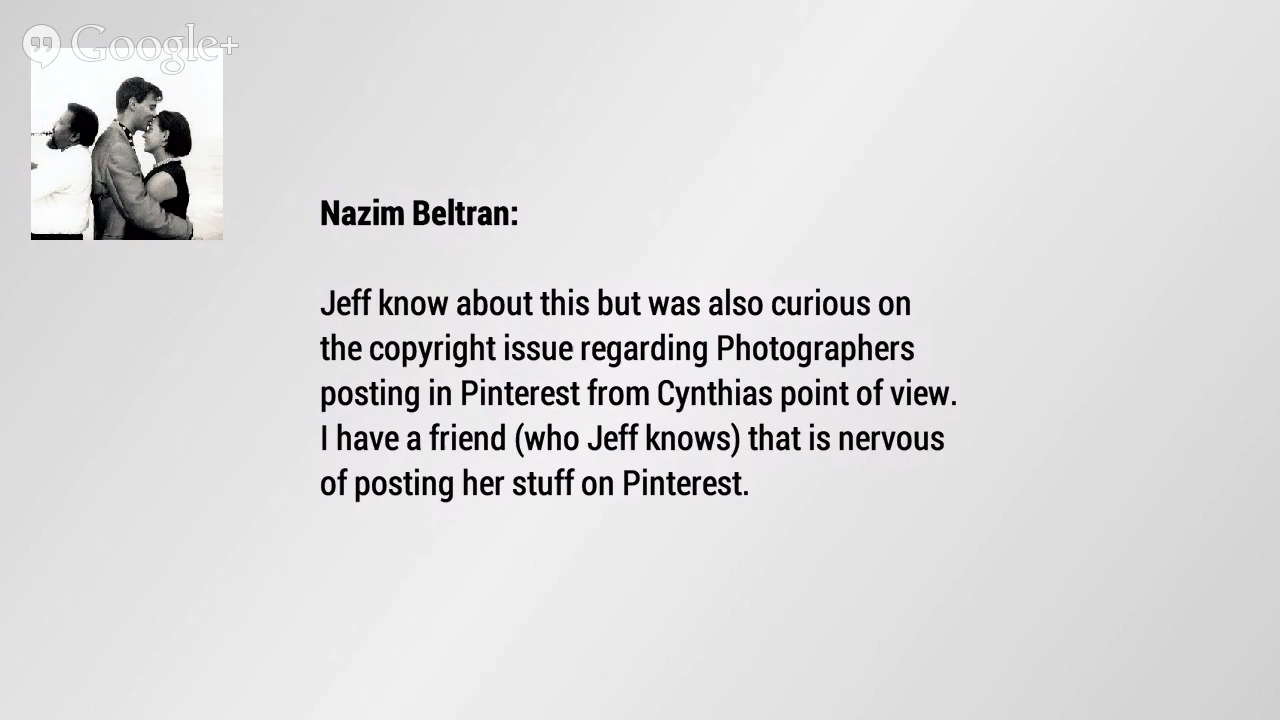 Google+
Nazim Beltran:
Jeff know about this but was also curious on
the copyright issue regarding Photographers
posting in Pinterest from Cynthias point of view.
I have a friend (who Jeff knows) that is nervous
of posting her stuff on Pinterest.